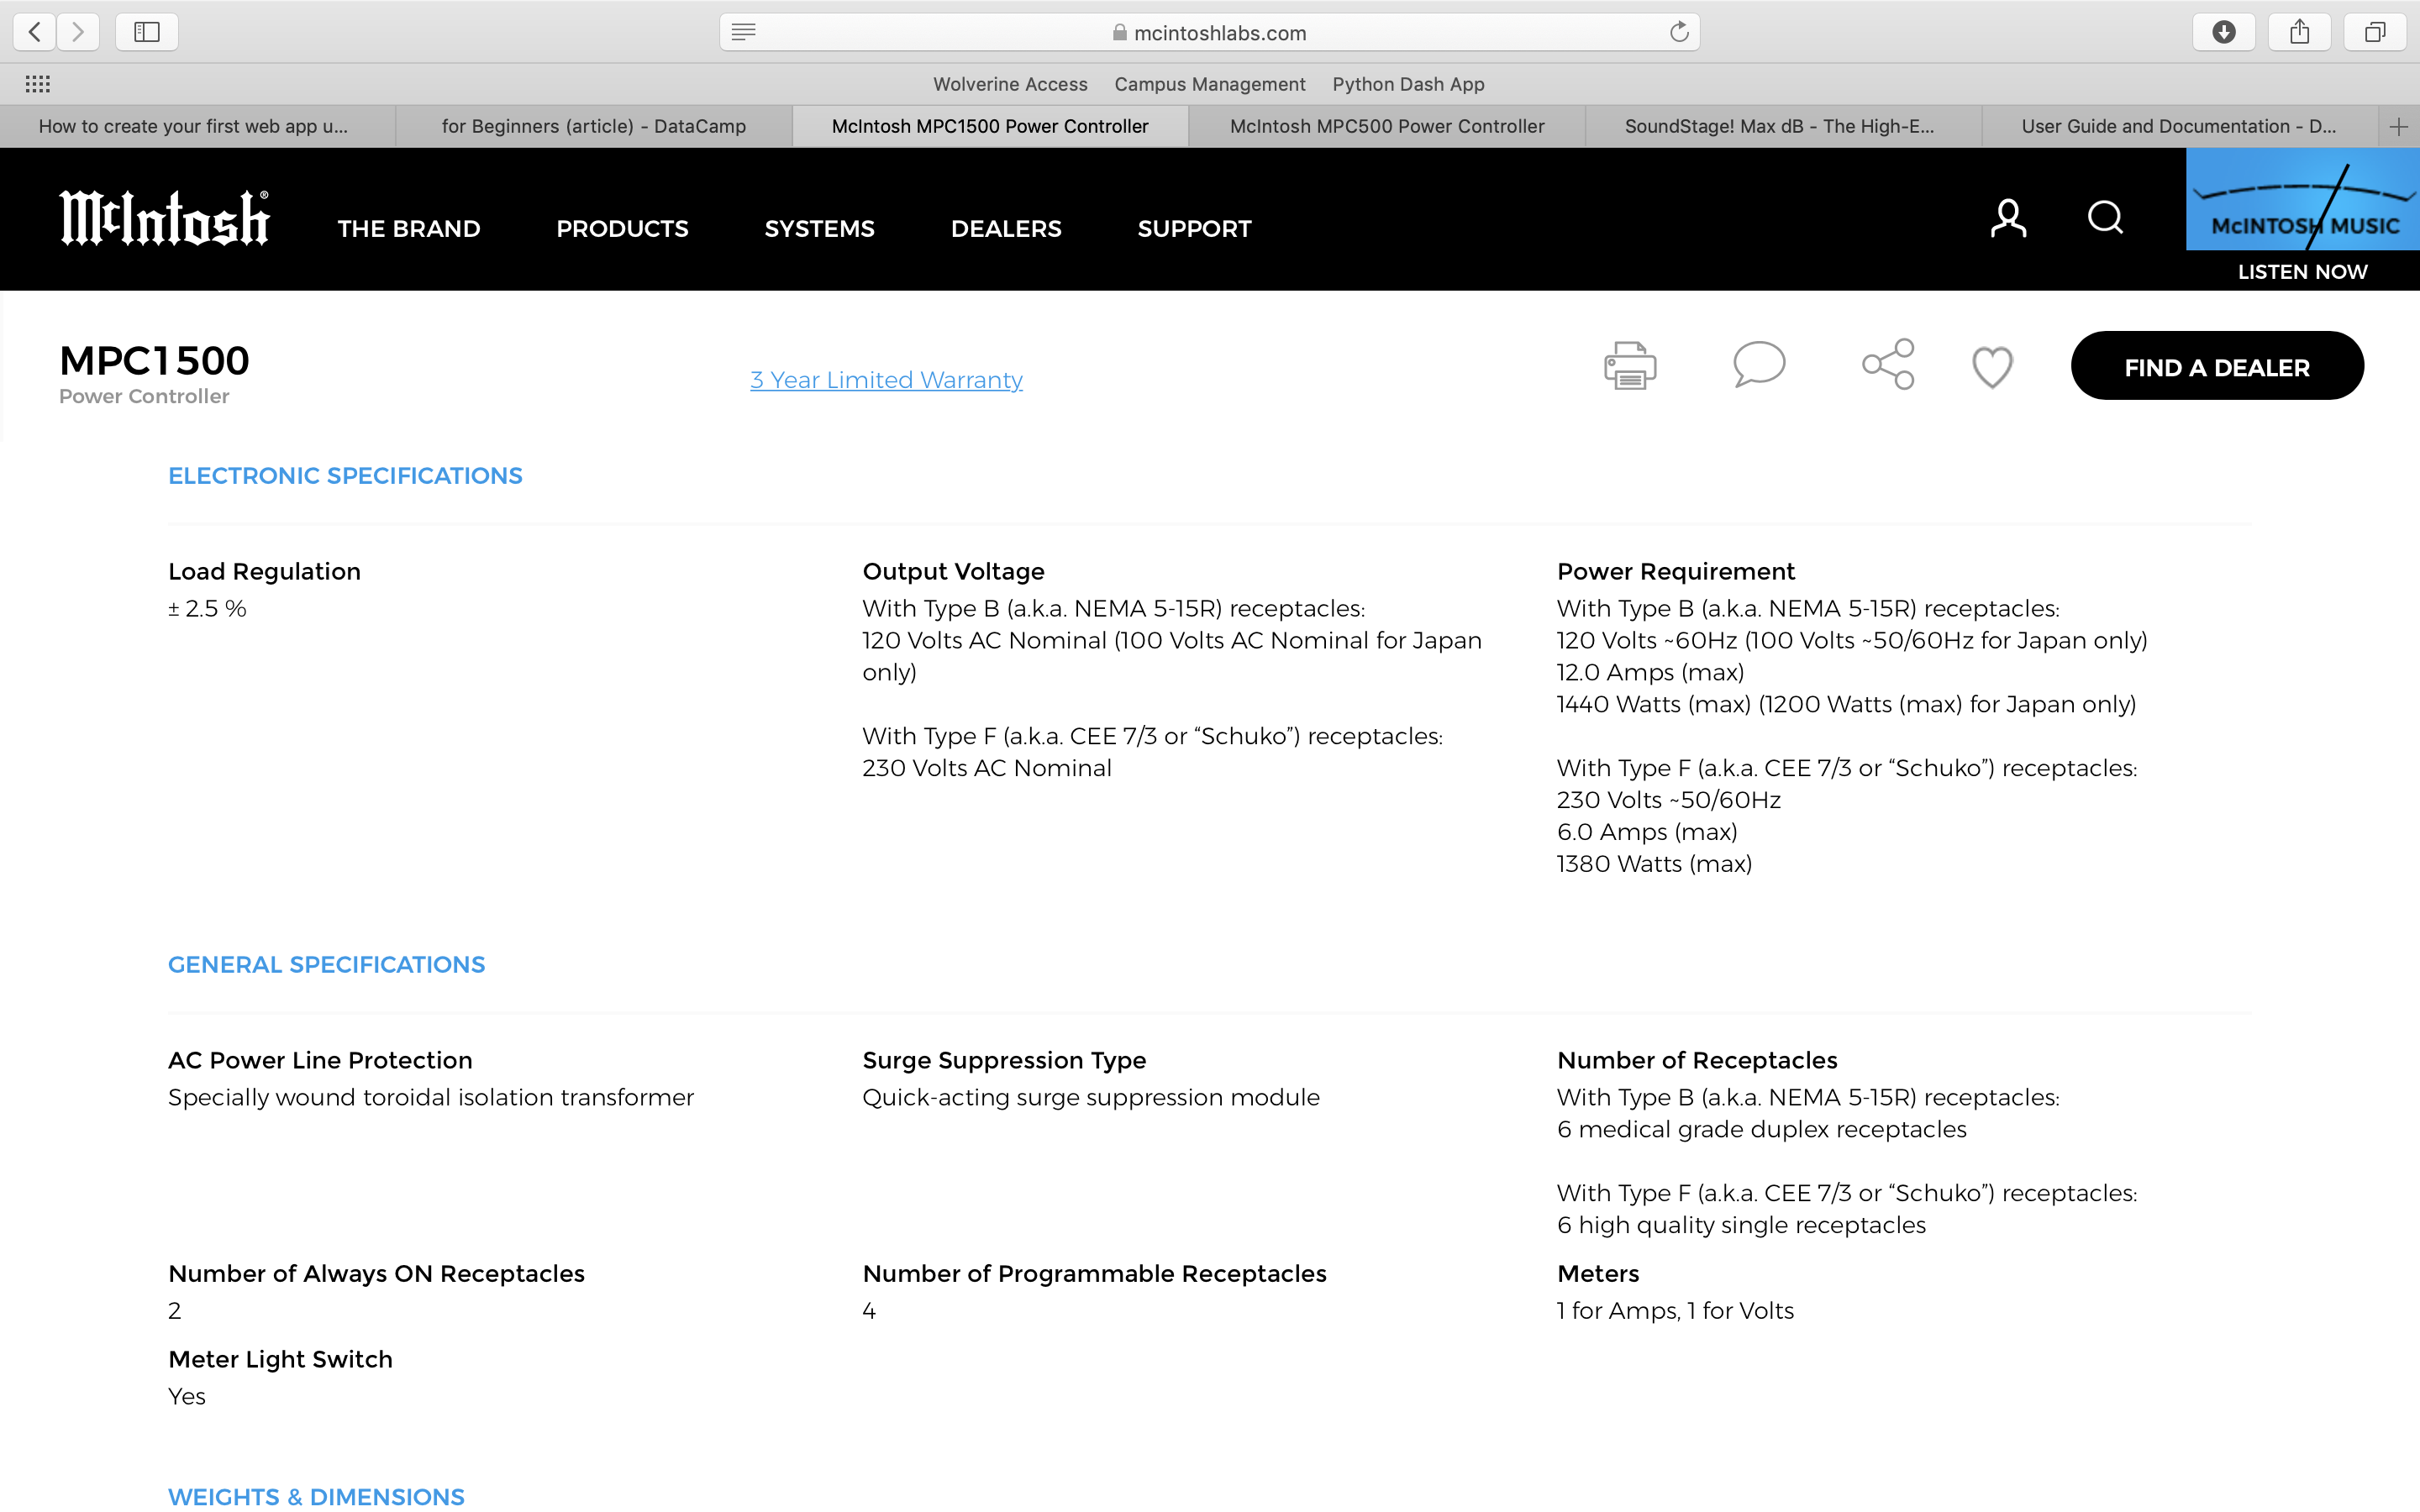 mcintoshlabs.com
Wolverine Access Campus Management Python Dash App
How to create your first web app u... for Beginners (article) - DataCamp McIntosh MPC1500 Power Controller McIntosh MPC500 Power Controller SoundStage! Max dB - The High-E... User Guide and Documentation - D...
McIntosh® THE BRAND PRODUCTS SYSTEMS DEALERS SUPPORT
McINTOSH MUSIC
LISTEN NOW
MPC1500
Power Controller
3 Year Limited Warranty
FIND A DEALER
ELECTRONIC SPECIFICATIONS
Load Regulation
± 2.5 %
Output Voltage
With Type B (a.k.a. NEMA 5-15R) receptacles:
120 Volts AC Nominal (100 Volts AC Nominal for Japan
only)
With Type F (a.k.a. CEE 7/3 or “Schuko”) receptacles:
230 Volts AC Nominal
Power Requirement
With Type B (a.k.a. NEMA 5-15R) receptacles:
120 Volts ~60Hz (100 Volts ~50/60Hz for Japan only)
12.0 Amps (max)
1440 Watts (max) (1200 Watts (max) for Japan only)
With Type F (a.k.a. CEE 7/3 or “Schuko”) receptacles:
230 Volts ~50/60Hz
6.0 Amps (max)
1380 Watts (max)
GENERAL SPECIFICATIONS
AC Power Line Protection
Specially wound toroidal isolation transformer
Surge Suppression Type
Quick-acting surge suppression module
Number of Receptacles
With Type B (a.k.a. NEMA 5-15R) receptacles:
6 medical grade duplex receptacles
With Type F (a.k.a. CEE 7/3 or “Schuko”) receptacles:
6 high quality single receptacles
Number of Always ON Receptacles
2
Number of Programmable Receptacles
4
Meters
1 for Amps, 1 for Volts
Meter Light Switch
Yes
WEIGHTS & DIMENSIONS